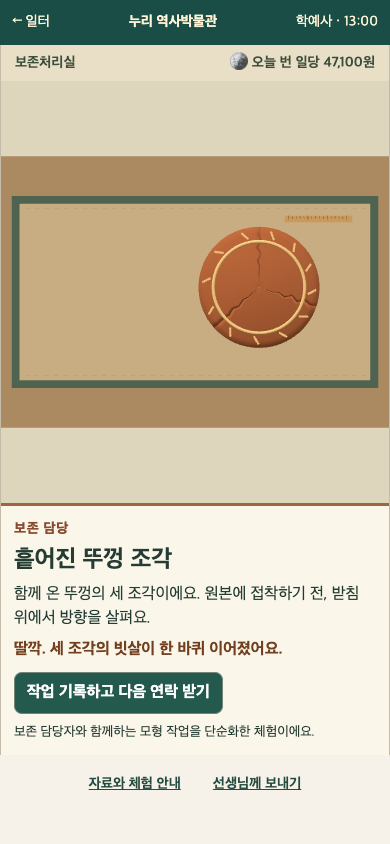 ← 일터
누리 역사박물관
학예사 · 13:00
보존처리실
오늘 번 일당 47,100원
보존 담당
흩어진 뚜껑 조각
함께 온 뚜껑의 세 조각이에요. 원본에 접착하기 전, 받침
위에서 방향을 살펴요.
딸깍. 세 조각의 빗살이 한 바퀴 이어졌어요.
작업 기록하고 다음 연락 받기
보존 담당자와 함께하는 모형 작업을 단순화한 체험이에요.
자료와 체험 안내
선생님께 보내기